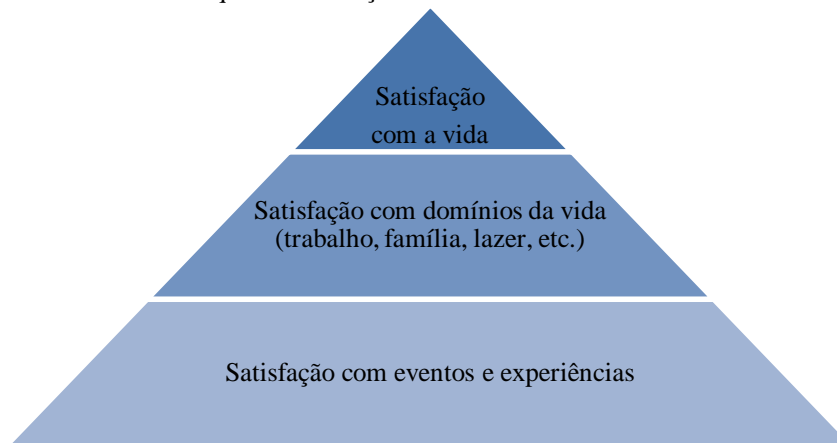 Satisfação
com a vida
Satisfação com domínios da vida
(trabalho, família, lazer, etc.)
Satisfação com eventos e experiências